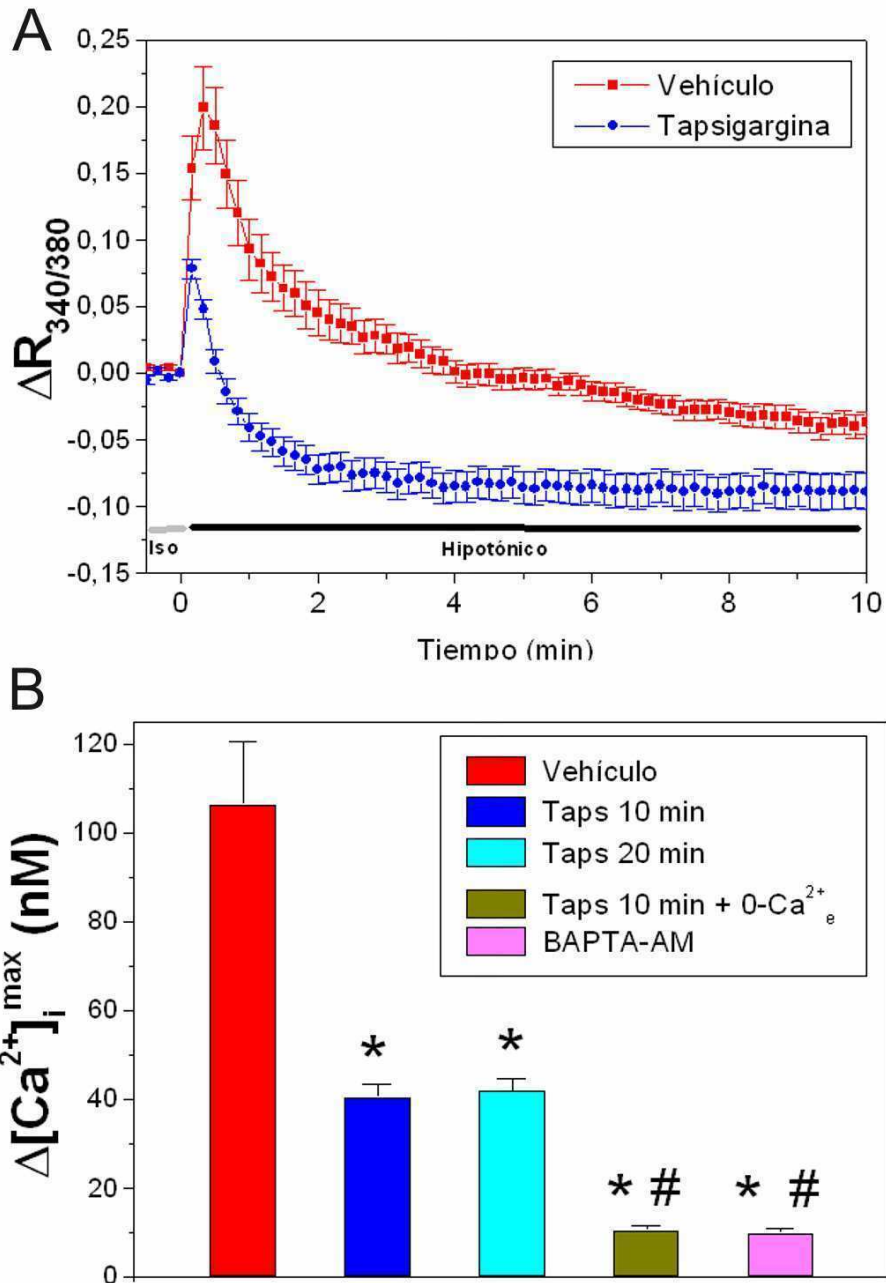 A
0,25
0,20
0,15
0,10
0,05
0,00
-0,05
-0,10
-0,15
ΔR340/380
Vehículo
Tapsigargina
Iso
Hipotónico
0 2 4 6 8 10
Tiempo (min)
B
120
100
80
60
40
20
0
Δ[Ca2+]i max (nM)
Vehículo
Taps 10 min
Taps 20 min
Taps 10 min + 0-Ca2+e
BAPTA-AM
* * * # * #